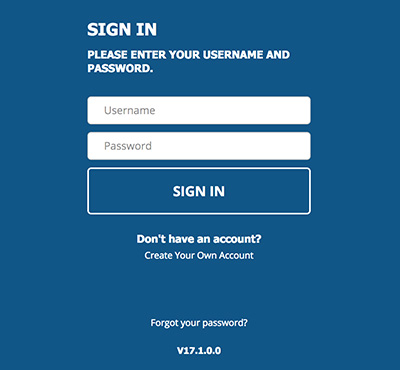 SIGN IN
PLEASE ENTER YOUR USERNAME AND
PASSWORD.
Username
Password
SIGN IN
Don't have an account?
Create Your Own Account
Forgot your password?
V17.1.0.0